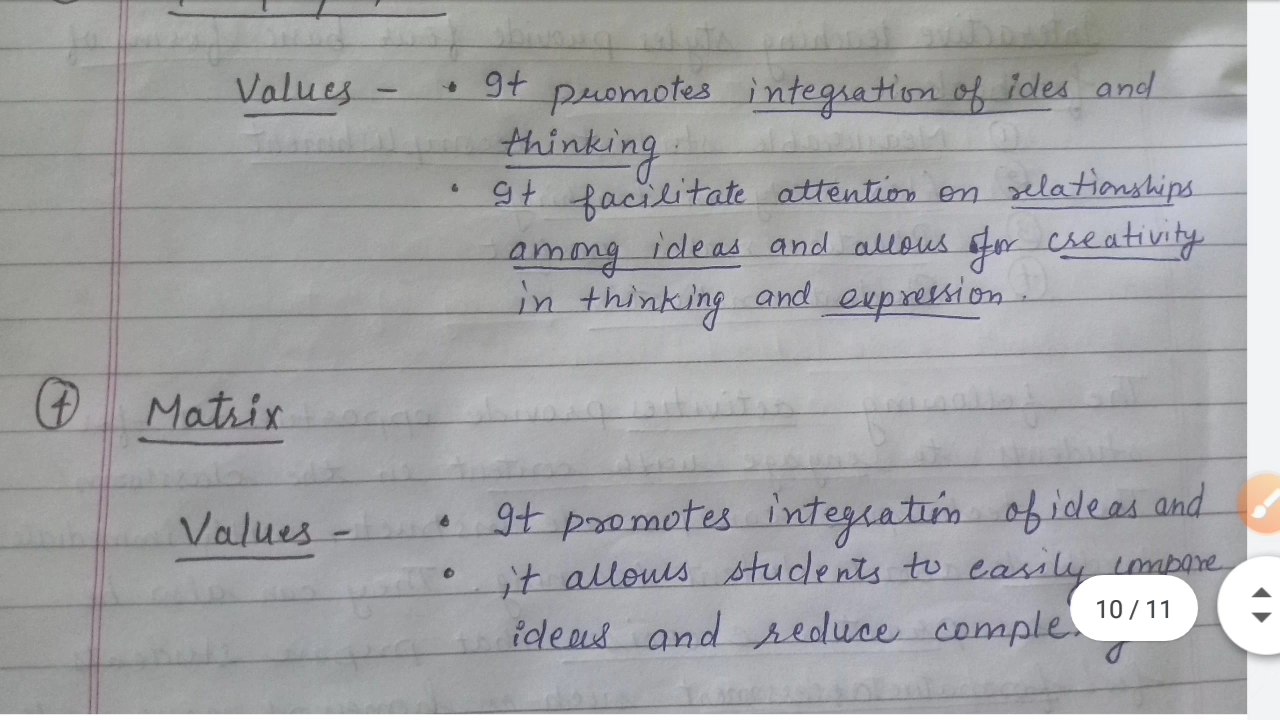 Values - • It promotes integration of ides and
thinking.
• It facilitate attention on relationships
among ideas and allows for creativity
in thinking and expression.
7 Matrix
Values - • It promotes integration of ideas and
• it allows students to easily compare
ideas and reduce
10 / 11